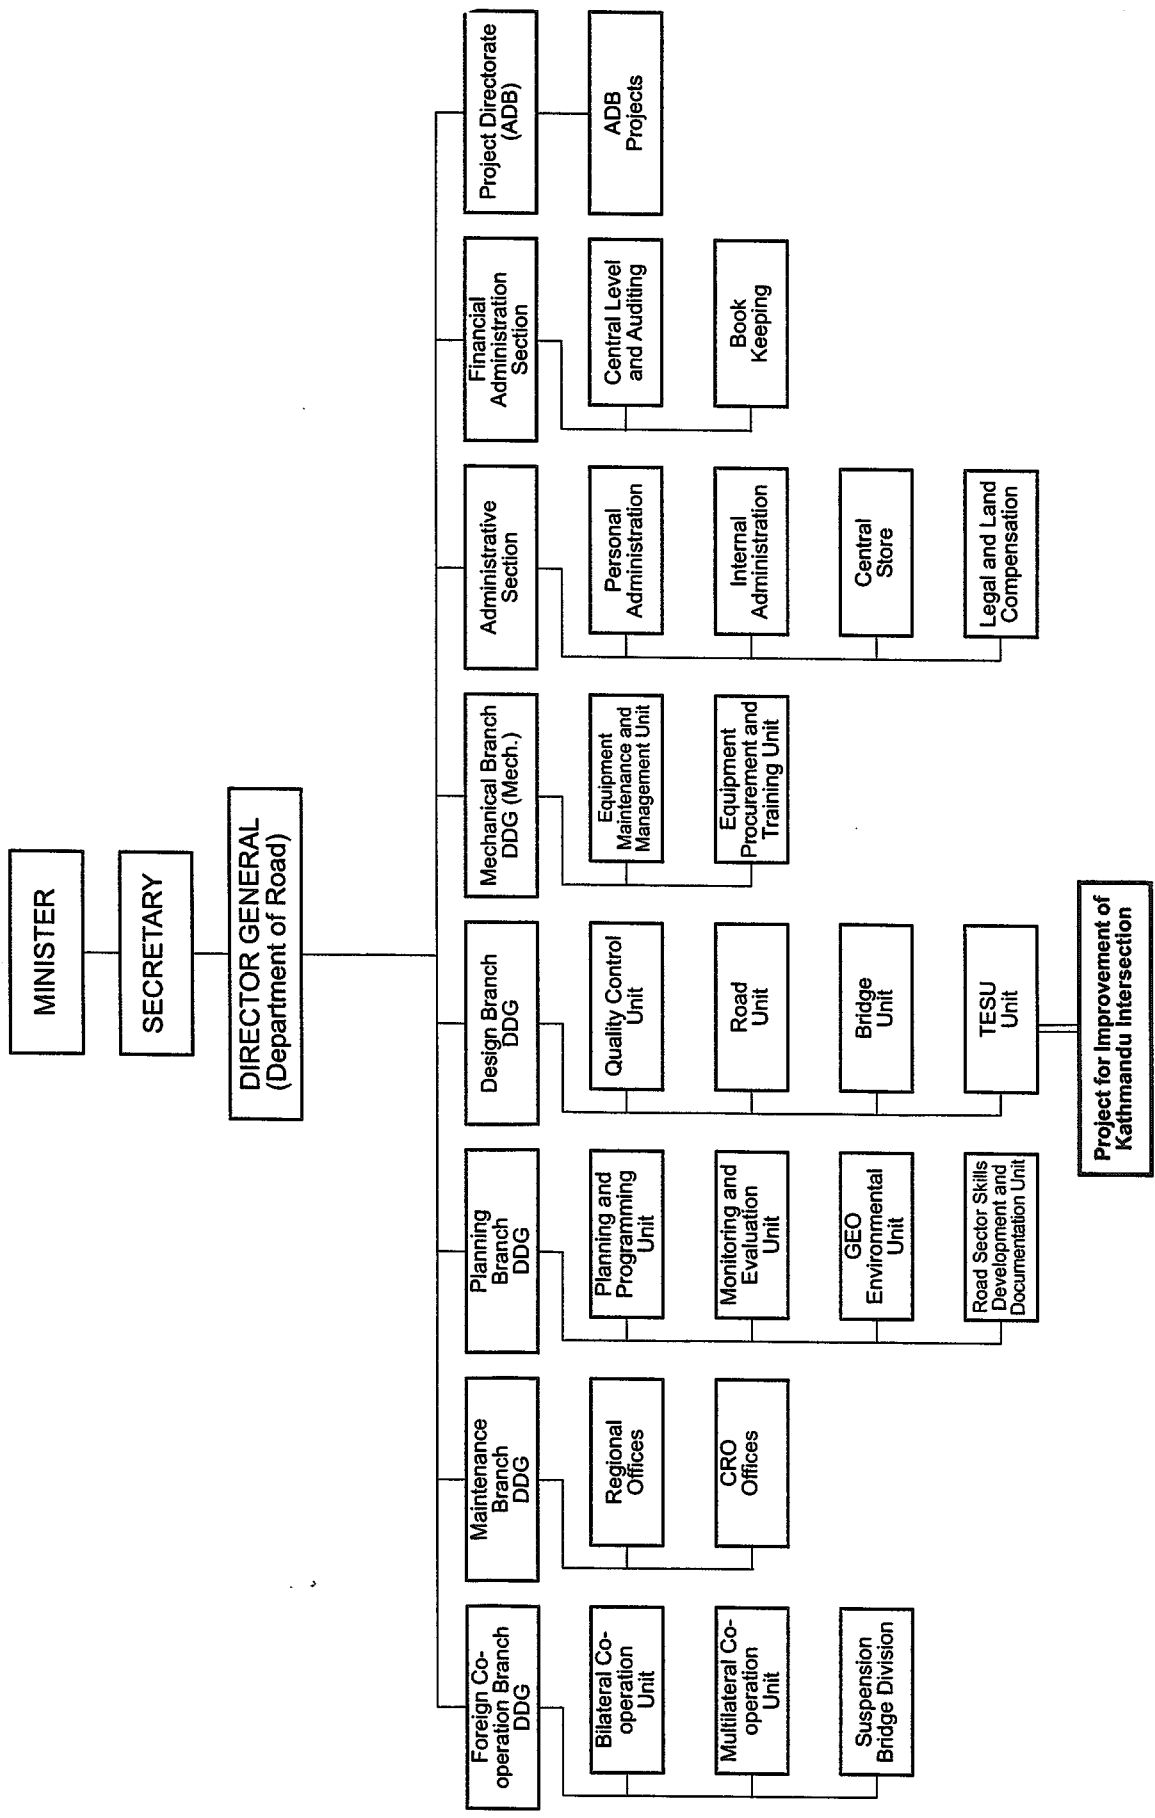 MINISTER
SECRETARY
DIRECTOR GENERAL
(Department of Road)
Foreign Co-
operation Branch
DDG
Bilateral Co-
operation
Unit
Multilateral Co-
operation
Unit
Suspension
Bridge Division
Maintenance
Branch
DDG
Regional
Offices
CRO
Offices
Planning
Branch
DDG
Planning and
Programming
Unit
Monitoring and
Evaluation
Unit
GEO
Environmental
Unit
Road Sector Skills
Development and
Documentation Unit
Design Branch
DDG
Quality Control
Unit
Road
Unit
Bridge
Unit
TESU
Unit
Project for Improvement of
Kathmandu Intersection
Mechanical Branch
DDG (Mech.)
Equipment
Maintenance and
Management Unit
Equipment
Procurement and
Training Unit
Administrative
Section
Personal
Administration
Internal
Administration
Central
Store
Legal and Land
Compensation
Financial
Administration
Section
Central Level
and Auditing
Book
Keeping
Project Directorate
(ADB)
ADB
Projects